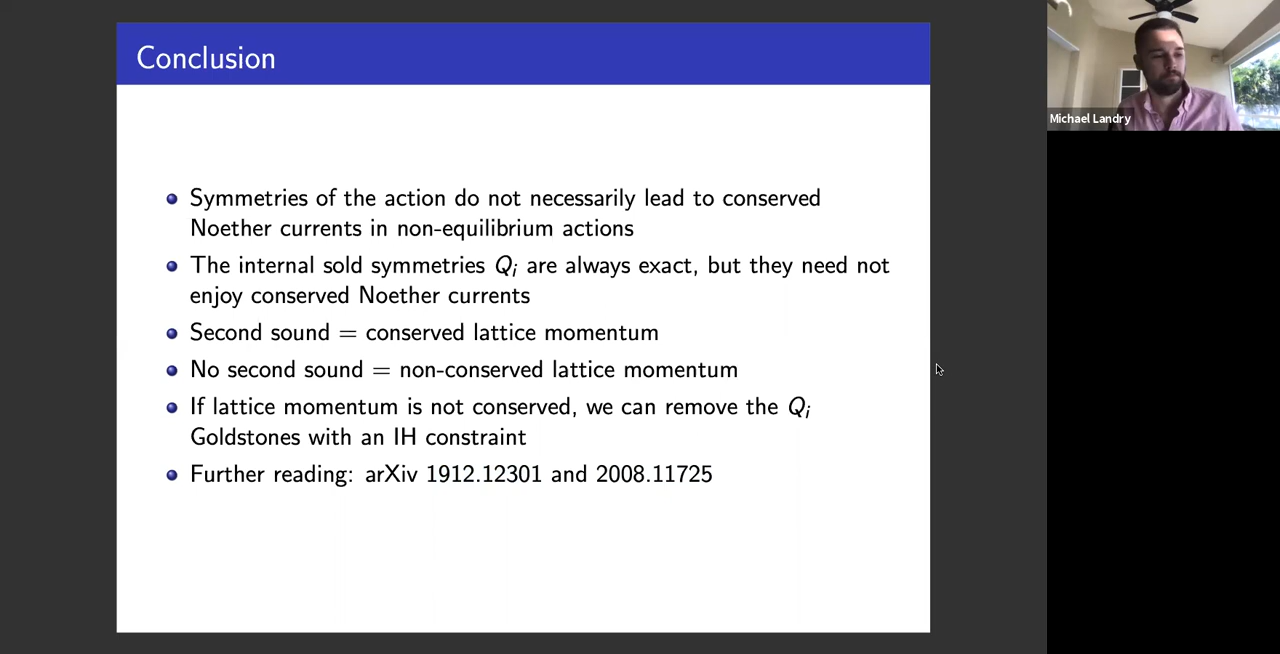 Conclusion
Symmetries of the action do not necessarily lead to conserved
Noether currents in non-equilibrium actions
The internal sold symmetries Qi are always exact, but they need not
enjoy conserved Noether currents
Second sound = conserved lattice momentum
No second sound = non-conserved lattice momentum
If lattice momentum is not conserved, we can remove the Qi
Goldstones with an IH constraint
Further reading: arXiv 1912.12301 and 2008.11725
Michael Landry